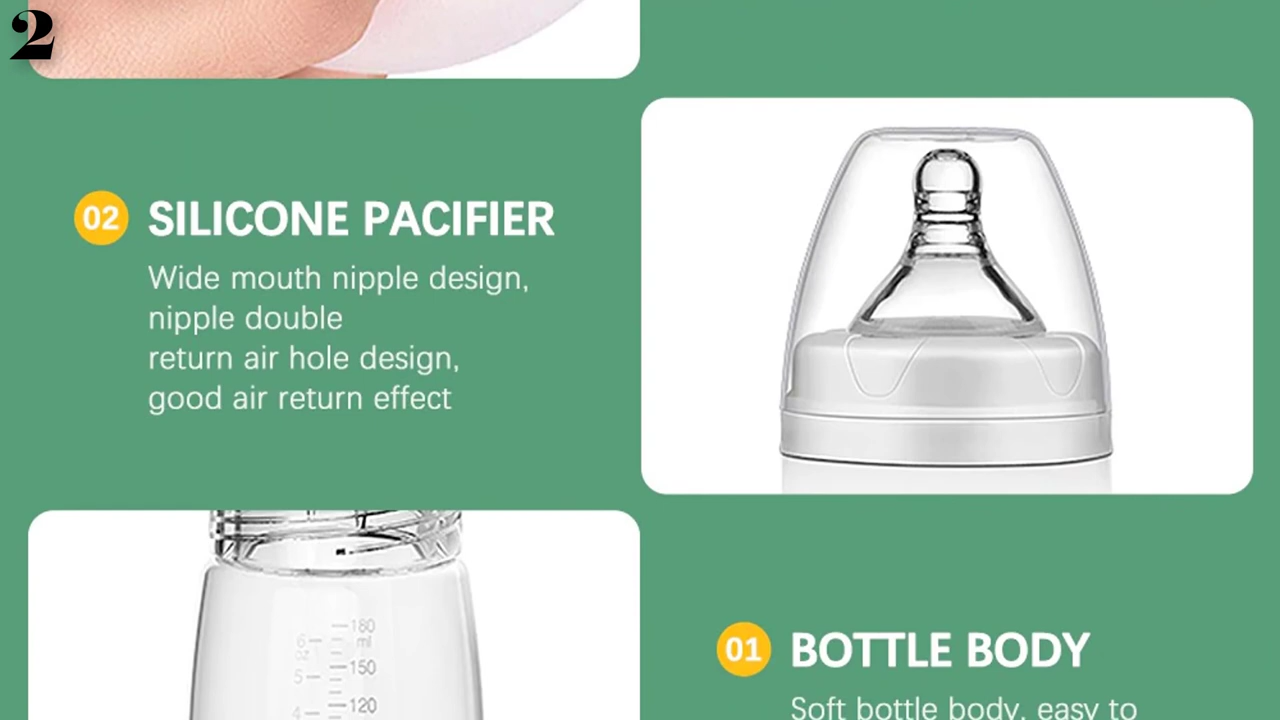 2
02 SILICONE PACIFIER
Wide mouth nipple design,
nipple double
return air hole design,
good air return effect
180
6 ml
oz
150
5
120
4
01 BOTTLE BODY
Soft bottle body, easy to